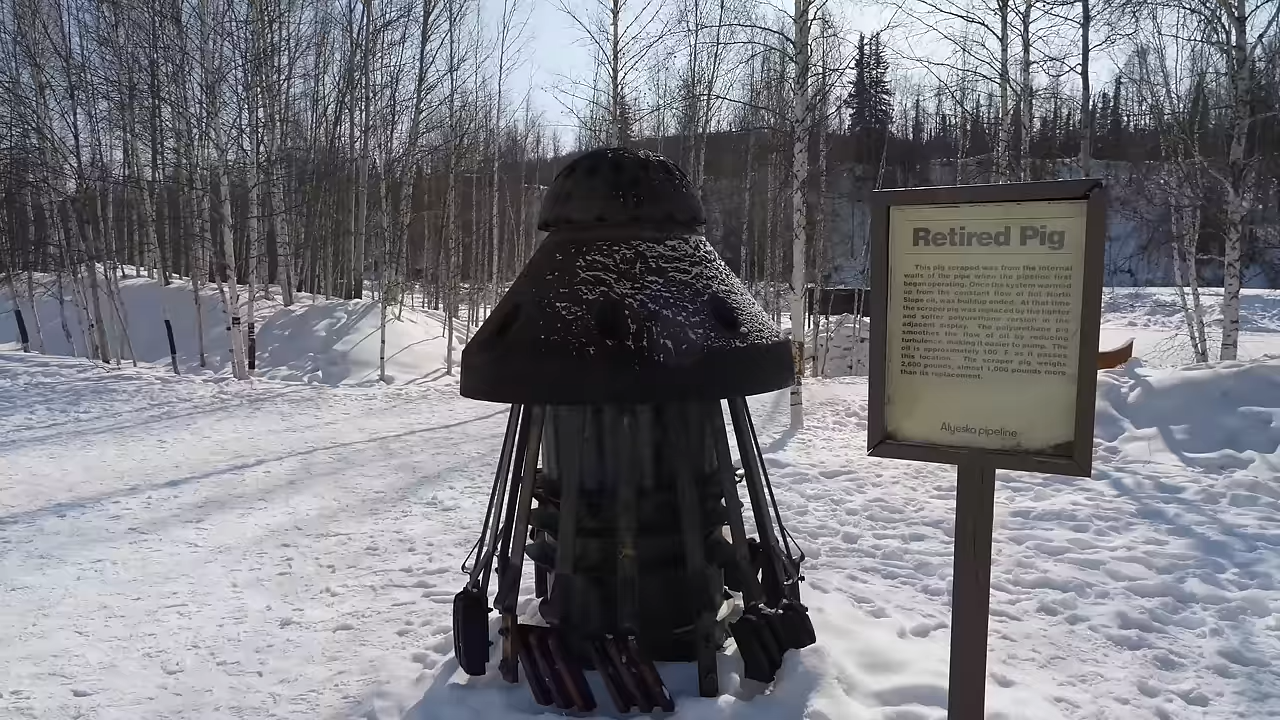 Retired Pig
This pig scraped wax from the internal
walls of the pipe when the pipeline first
began operating. Once the system warmed
up from the constant flow of hot North
Slope oil, wax buildup ended. At that time
the scraper pig was replaced by the lighter
and softer polyurethane version in the
adjacent display. The polyurethane pig
smoothes the flow of oil by reducing
turbulence, making it easier to pump. The
oil is approximately 100° F. as it passes
this location. The scraper pig weighs
2,600 pounds, almost 1,000 pounds more
than its replacement.
Alyeska pipeline